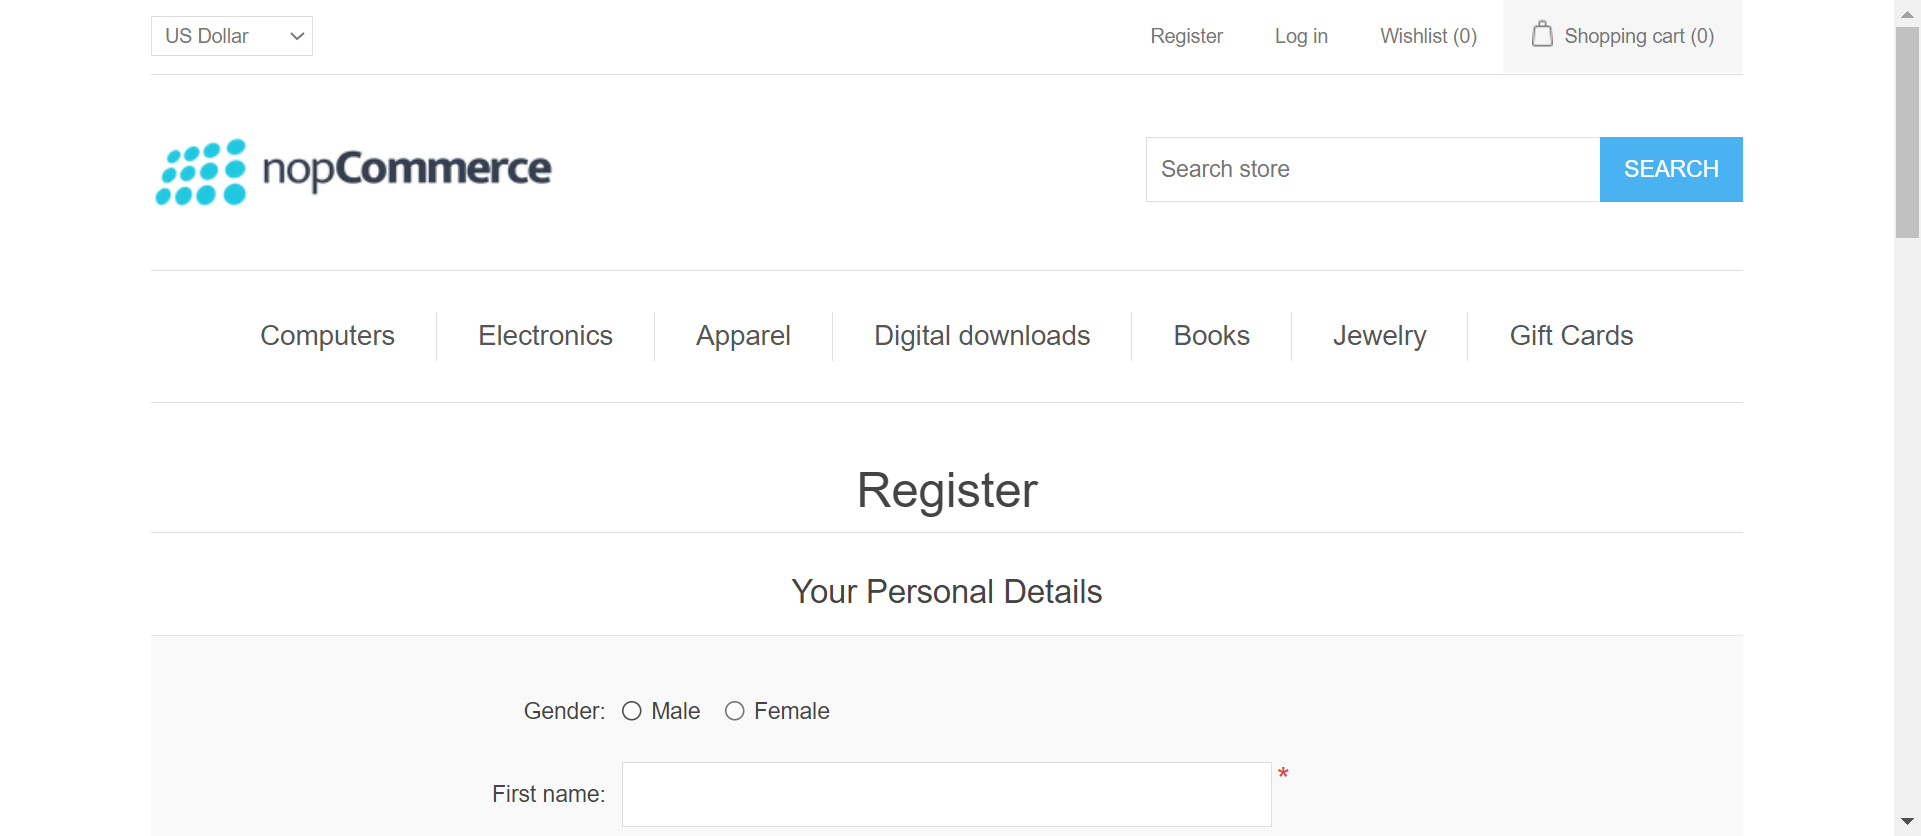 US Dollar
Register
Log in
Wishlist (0)
Shopping cart (0)
nopCommerce
Search store
SEARCH
Computers
Electronics
Apparel
Digital downloads
Books
Jewelry
Gift Cards
Register
Your Personal Details
Gender: Male Female
First name: *